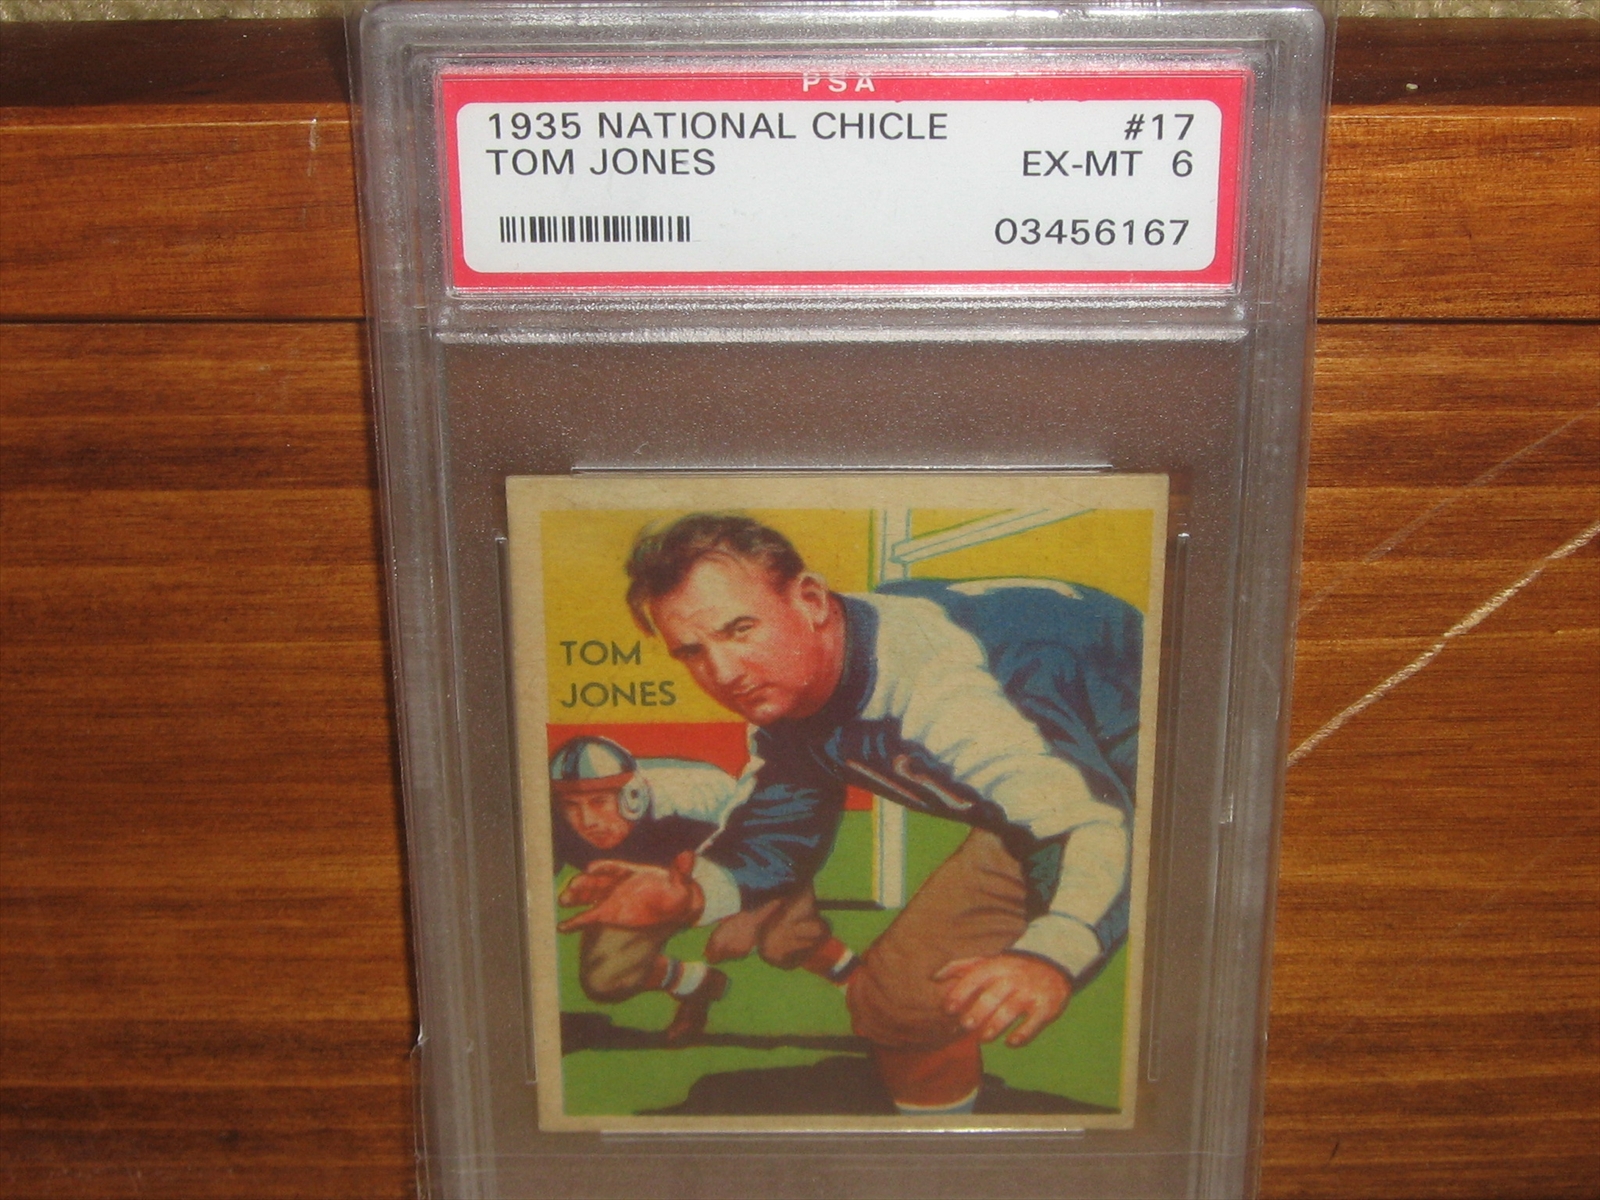 PSA
1935 NATIONAL CHICLE #17
TOM JONES EX-MT 6
03456167
TOM
JONES